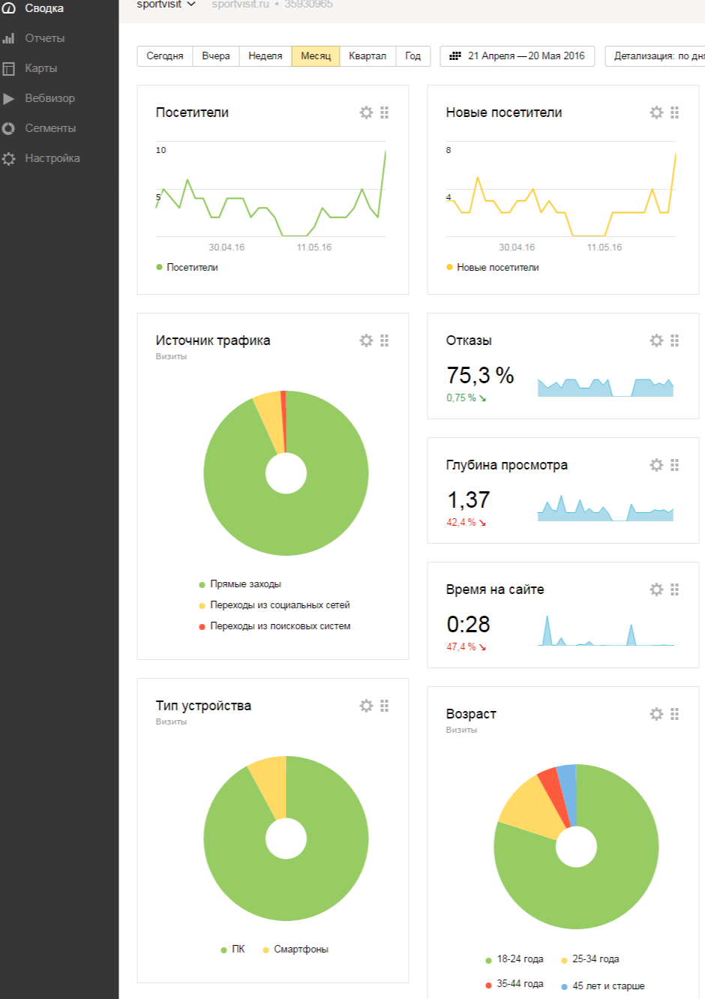 Сводка
Отчеты
Карты
Вебвизор
Сегменты
Настройка
sportvisit sportvisit.ru • 35930965
Сегодня Вчера Неделя Месяц Квартал Год 21 Апреля — 20 Мая 2016 Детализация: по дня
Посетители
10
5
30.04.16 11.05.16
Посетители
Новые посетители
8
4
30.04.16 11.05.16
Новые посетители
Источник трафика
Визиты
Прямые заходы
Переходы из социальных сетей
Переходы из поисковых систем
Отказы
75,3 %
0,75 % ↘
Глубина просмотра
1,37
42,4 % ↘
Время на сайте
0:28
47,4 % ↘
Тип устройства
Визиты
ПК Смартфоны
Возраст
Визиты
18-24 года 25-34 года
35-44 года 45 лет и старше